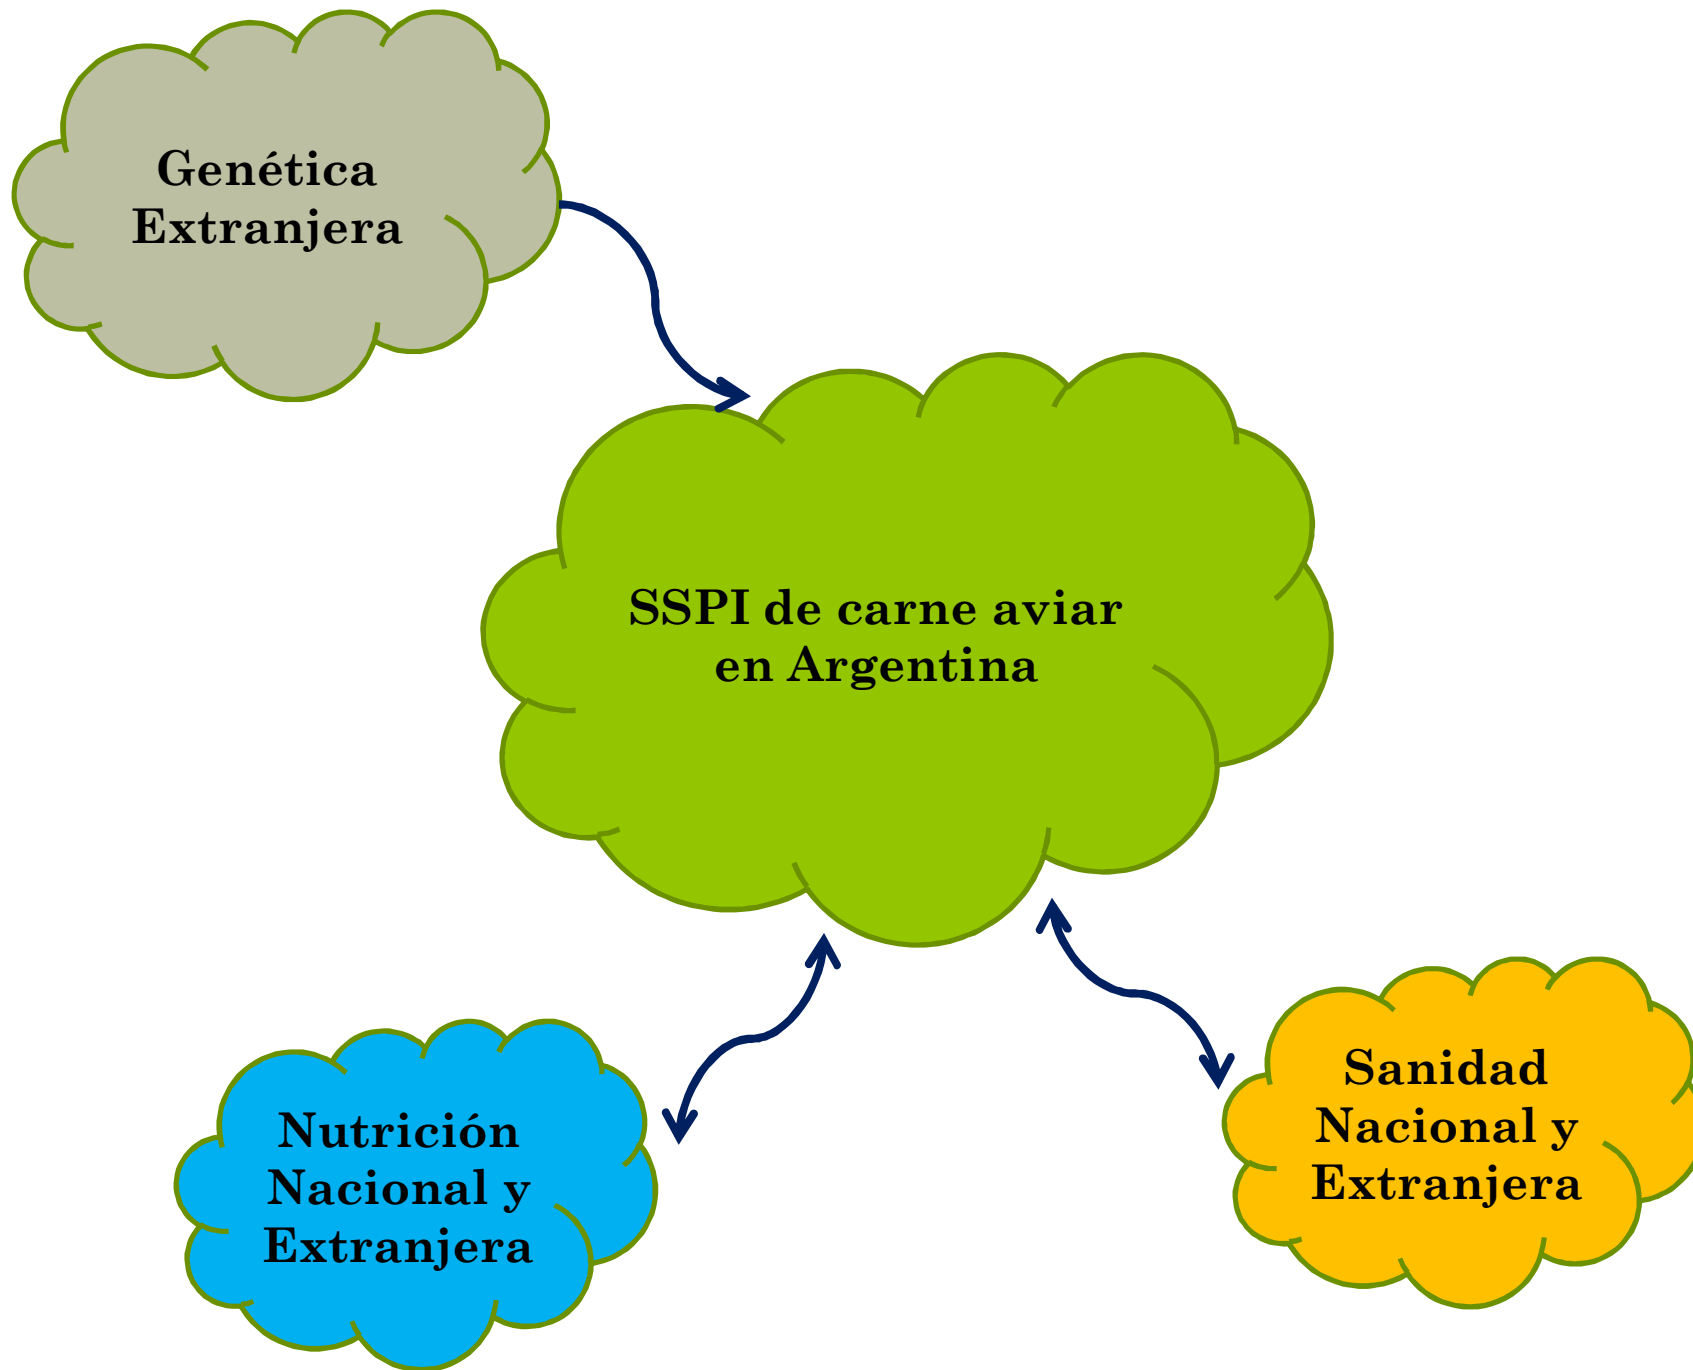 Genética
Extranjera
SSPI de carne aviar
en Argentina
Nutrición
Nacional y
Extranjera
Sanidad
Nacional y
Extranjera